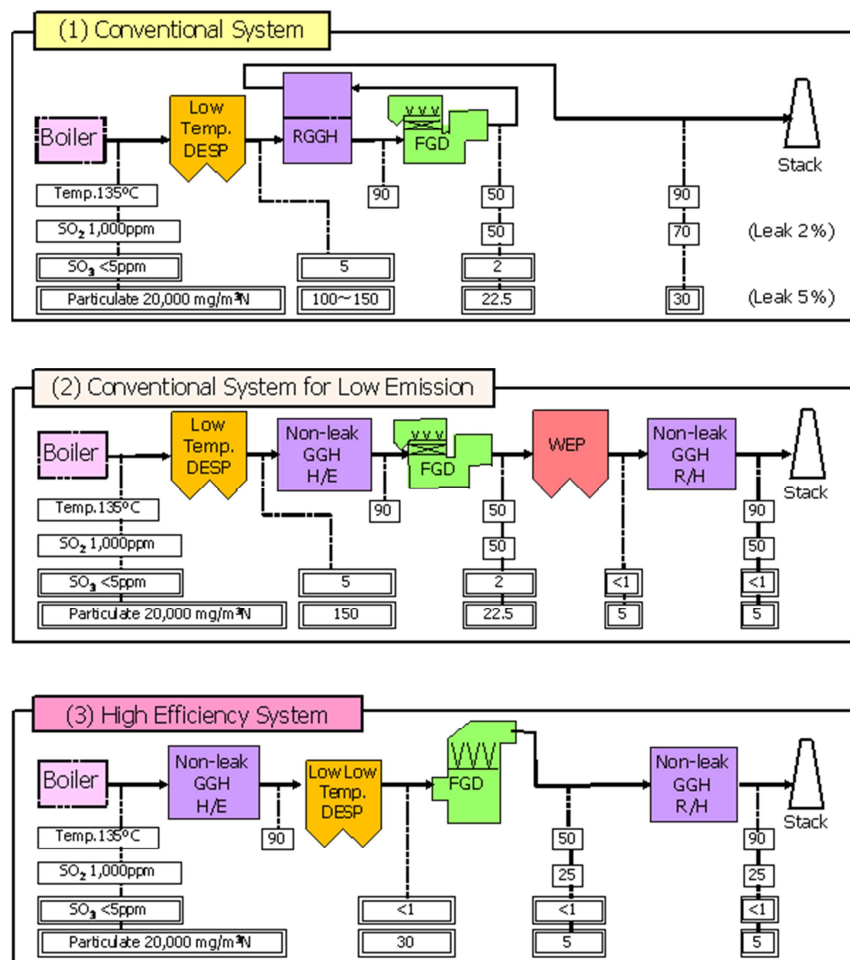 (1) Conventional System
Boiler
Low
Temp.
DESP
RGGH
FGD
Stack
Temp.135ºC
90
50
90
SO₂ 1,000ppm
50
70
(Leak 2%)
SO₃ <5ppm
5
2
Particulate 20,000 mg/m³N
100~150
22.5
30
(Leak 5%)
(2) Conventional System for Low Emission
Boiler
Low
Temp.
DESP
Non-leak
GGH
H/E
FGD
WEP
Non-leak
GGH
R/H
Stack
Temp.135ºC
90
50
90
SO₂ 1,000ppm
50
50
SO₃ <5ppm
5
2
<1
<1
Particulate 20,000 mg/m³N
150
22.5
5
5
(3) High Efficiency System
Boiler
Non-leak
GGH
H/E
Low Low
Temp.
DESP
FGD
Non-leak
GGH
R/H
Stack
Temp.135ºC
90
50
90
SO₂ 1,000ppm
25
25
SO₃ <5ppm
<1
<1
<1
Particulate 20,000 mg/m³N
30
5
5